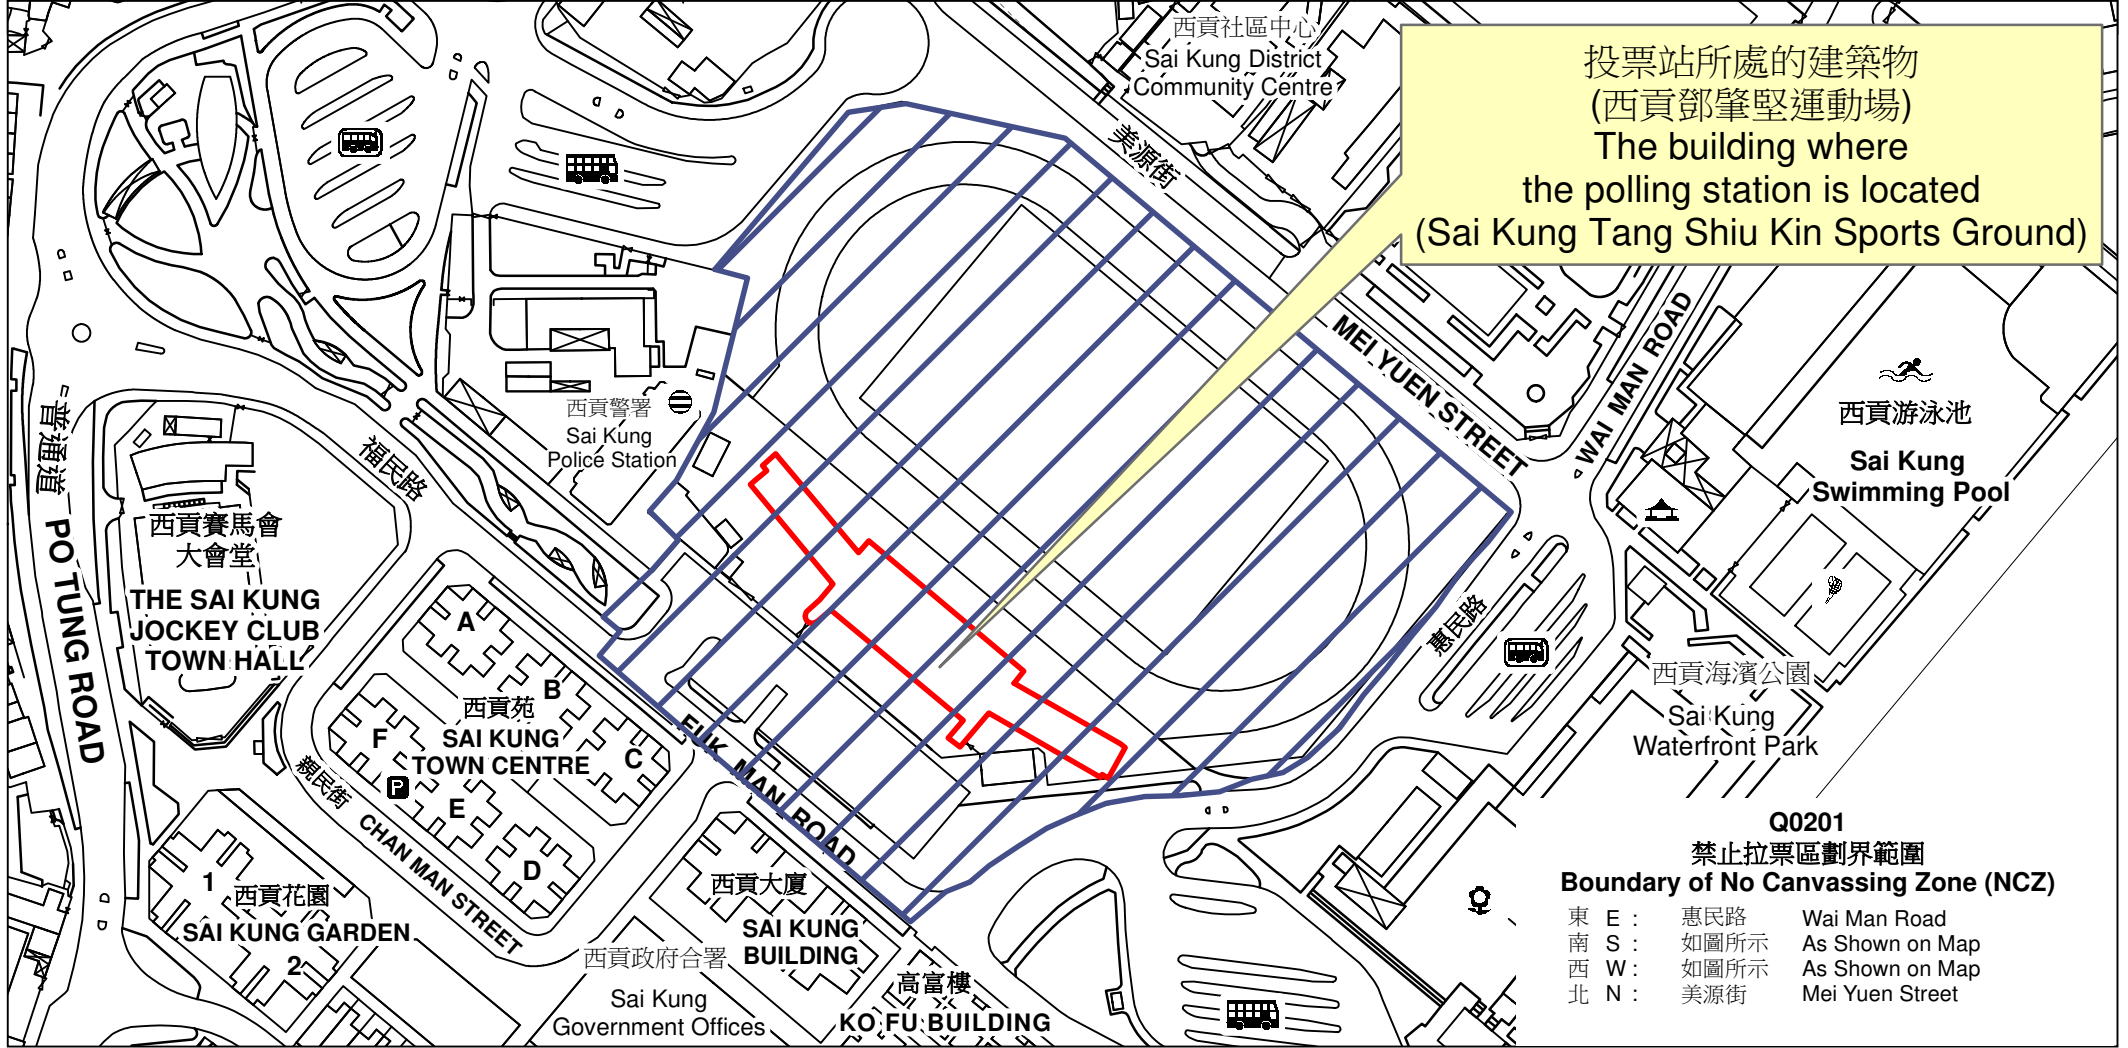 西貢社區中心
Sai Kung District
Community Centre
投票站所處的建築物
(西貢鄧肇堅運動場)
The building where
the polling station is located
(Sai Kung Tang Shiu Kin Sports Ground)
美源街
MEI YUEN STREET
WAI MAN ROAD
西貢游泳池
Sai Kung
Swimming Pool
西貢警署
Sai Kung
Police Station
普通道
PO TUNG ROAD
福民路
西貢賽馬會
大會堂
THE SAI KUNG
JOCKEY CLUB
TOWN HALL
A
B
C
D
E
F
西貢苑
SAI KUNG
TOWN CENTRE
P
FUK MAN ROAD
惠民路
西貢海濱公園
Sai Kung
Waterfront Park
親民街
CHAN MAN STREET
1
西貢花園
SAI KUNG GARDEN
2
西貢大廈
SAI KUNG
BUILDING
西貢政府合署
Sai Kung
Government Offices
高富樓
KO FU BUILDING
Q0201
禁止拉票區劃界範圍
Boundary of No Canvassing Zone (NCZ)
東 E : 惠民路 Wai Man Road
南 S : 如圖所示 As Shown on Map
西 W : 如圖所示 As Shown on Map
北 N : 美源街 Mei Yuen Street